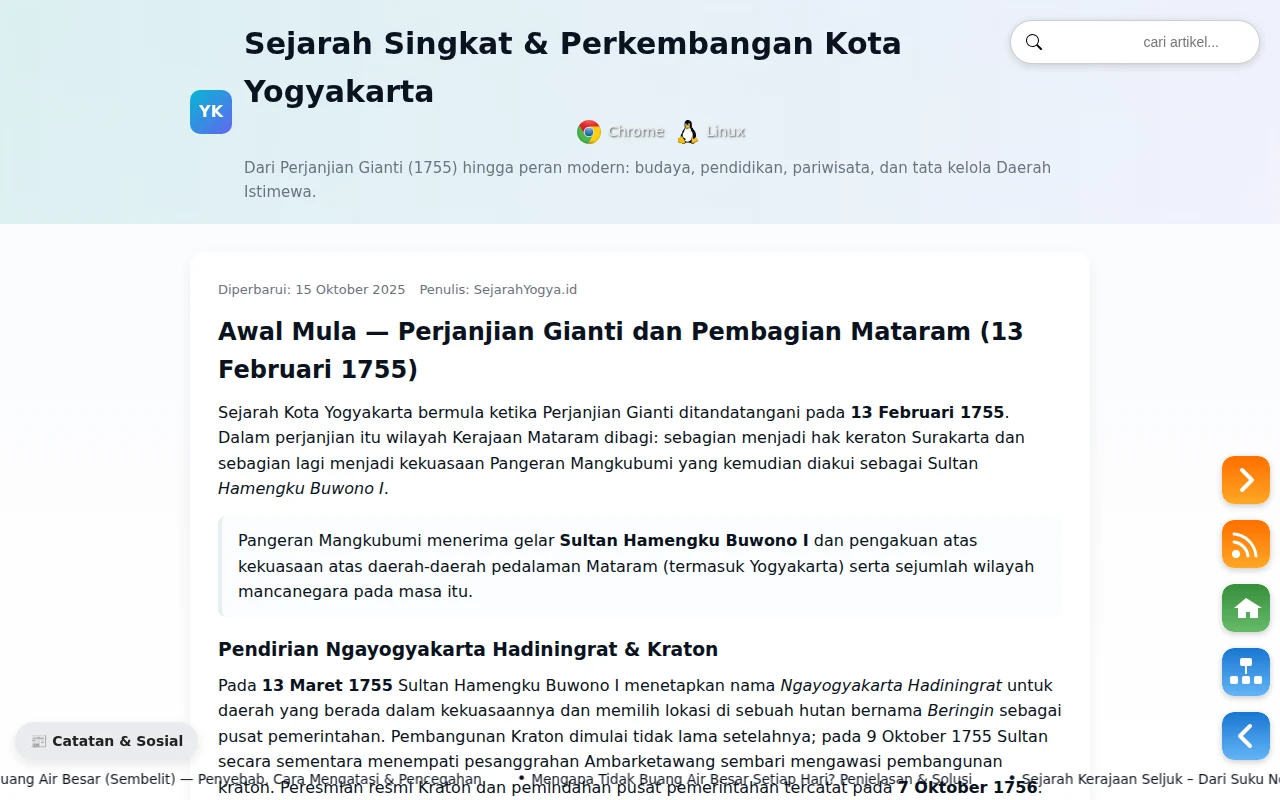 Sejarah Singkat & Perkembangan Kota
Yogyakarta
cari artikel...
YK
Chrome
Linux
Dari Perjanjian Gianti (1755) hingga peran modern: budaya, pendidikan, pariwisata, dan tata kelola Daerah
Istimewa.
Diperbarui: 15 Oktober 2025 Penulis: SejarahYogya.id
Awal Mula — Perjanjian Gianti dan Pembagian Mataram (13
Februari 1755)
Sejarah Kota Yogyakarta bermula ketika Perjanjian Gianti ditandatangani pada 13 Februari 1755.
Dalam perjanjian itu wilayah Kerajaan Mataram dibagi: sebagian menjadi hak keraton Surakarta dan
sebagian lagi menjadi kekuasaan Pangeran Mangkubumi yang kemudian diakui sebagai Sultan
Hamengku Buwono I.
Pangeran Mangkubumi menerima gelar Sultan Hamengku Buwono I dan pengakuan atas
kekuasaan atas daerah-daerah pedalaman Mataram (termasuk Yogyakarta) serta sejumlah wilayah
mancanegara pada masa itu.
Pendirian Ngayogyakarta Hadiningrat & Kraton
Pada 13 Maret 1755 Sultan Hamengku Buwono I menetapkan nama Ngayogyakarta Hadiningrat untuk
daerah yang berada dalam kekuasaannya dan memilih lokasi di sebuah hutan bernama Beringin sebagai
pusat pemerintahan. Pembangunan Kraton dimulai tidak lama setelahnya; pada 9 Oktober 1755 Sultan
secara sementara menempati pesanggrahan Ambarketawang sembari mengawasi pembangunan
kraton. Peresmian resmi Kraton dan pemindahan pusat pemerintahan tercatat pada 7 Oktober 1756.
📰 Catatan & Sosial
uang Air Besar (Sembelit) — Penyebab, Cara Mengatasi & Pencegahan • Mengapa Tidak Buang Air Besar Setiap Hari? Penjelasan & Solusi • Sejarah Kerajaan Seljuk – Dari Suku N